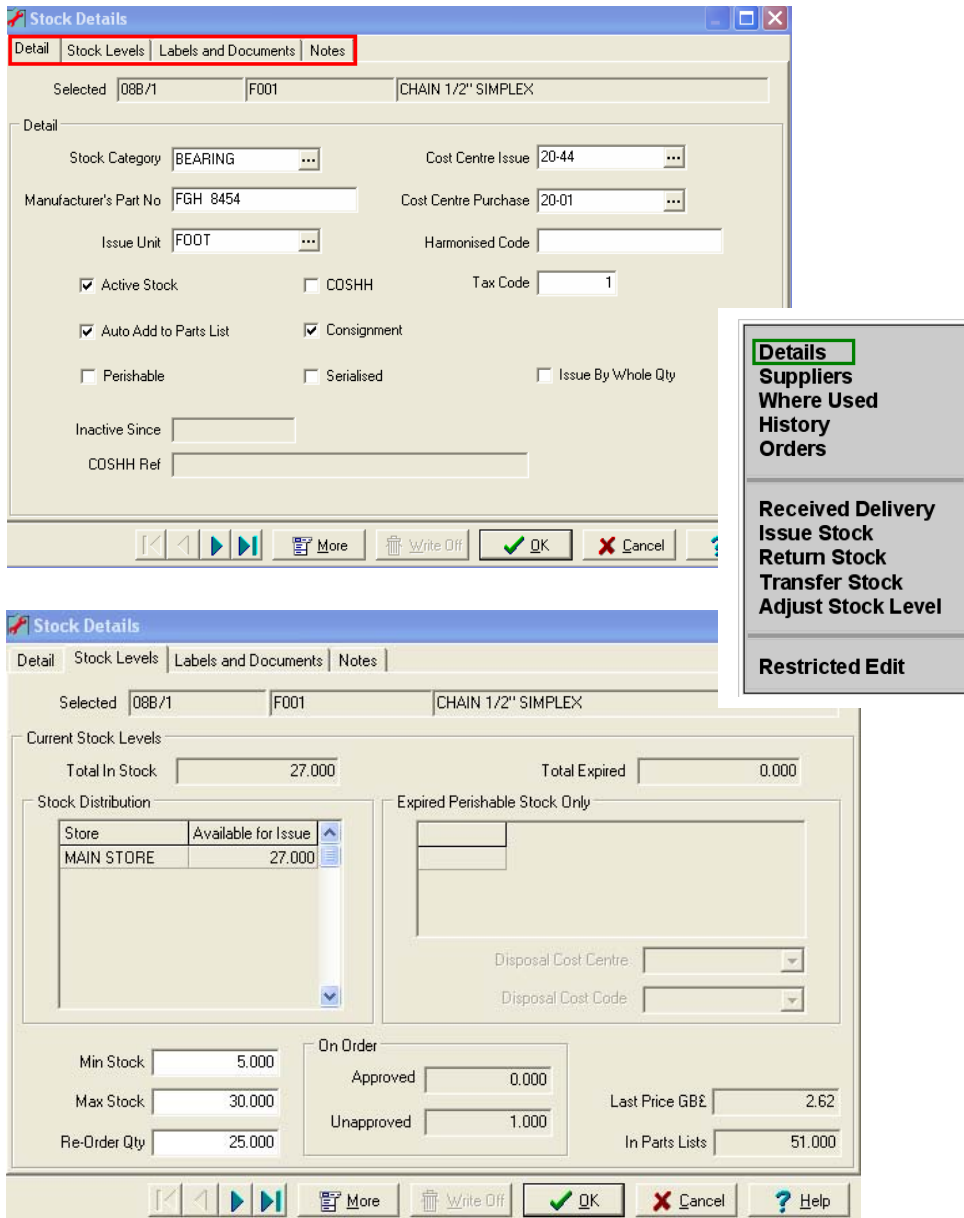 Stock Details
Detail Stock Levels Labels and Documents Notes
Selected 08B/1 F001 CHAIN 1/2" SIMPLEX
Detail
Stock Category BEARING ... Cost Centre Issue 20-44 ...
Manufacturer's Part No FGH 8454 Cost Centre Purchase 20-01 ...
Issue Unit FOOT ... Harmonised Code
Active Stock COSHH Tax Code 1
Auto Add to Parts List Consignment
Perishable Serialised Issue By Whole Qty
Inactive Since
COSHH Ref
More Write Off OK Cancel ?
Details
Suppliers
Where Used
History
Orders
Received Delivery
Issue Stock
Return Stock
Transfer Stock
Adjust Stock Level
Restricted Edit
Stock Details
Detail Stock Levels Labels and Documents Notes
Selected 08B/1 F001 CHAIN 1/2" SIMPLEX
Current Stock Levels
Total In Stock 27.000 Total Expired 0.000
Stock Distribution Expired Perishable Stock Only
Store Available for Issue
MAIN STORE 27.000
Disposal Cost Centre
Disposal Cost Code
On Order
Min Stock 5.000 Approved 0.000
Max Stock 30.000 Unapproved 1.000 Last Price GB£ 2.62
Re-Order Qty 25.000 In Parts Lists 51.000
More Write Off OK Cancel ? Help